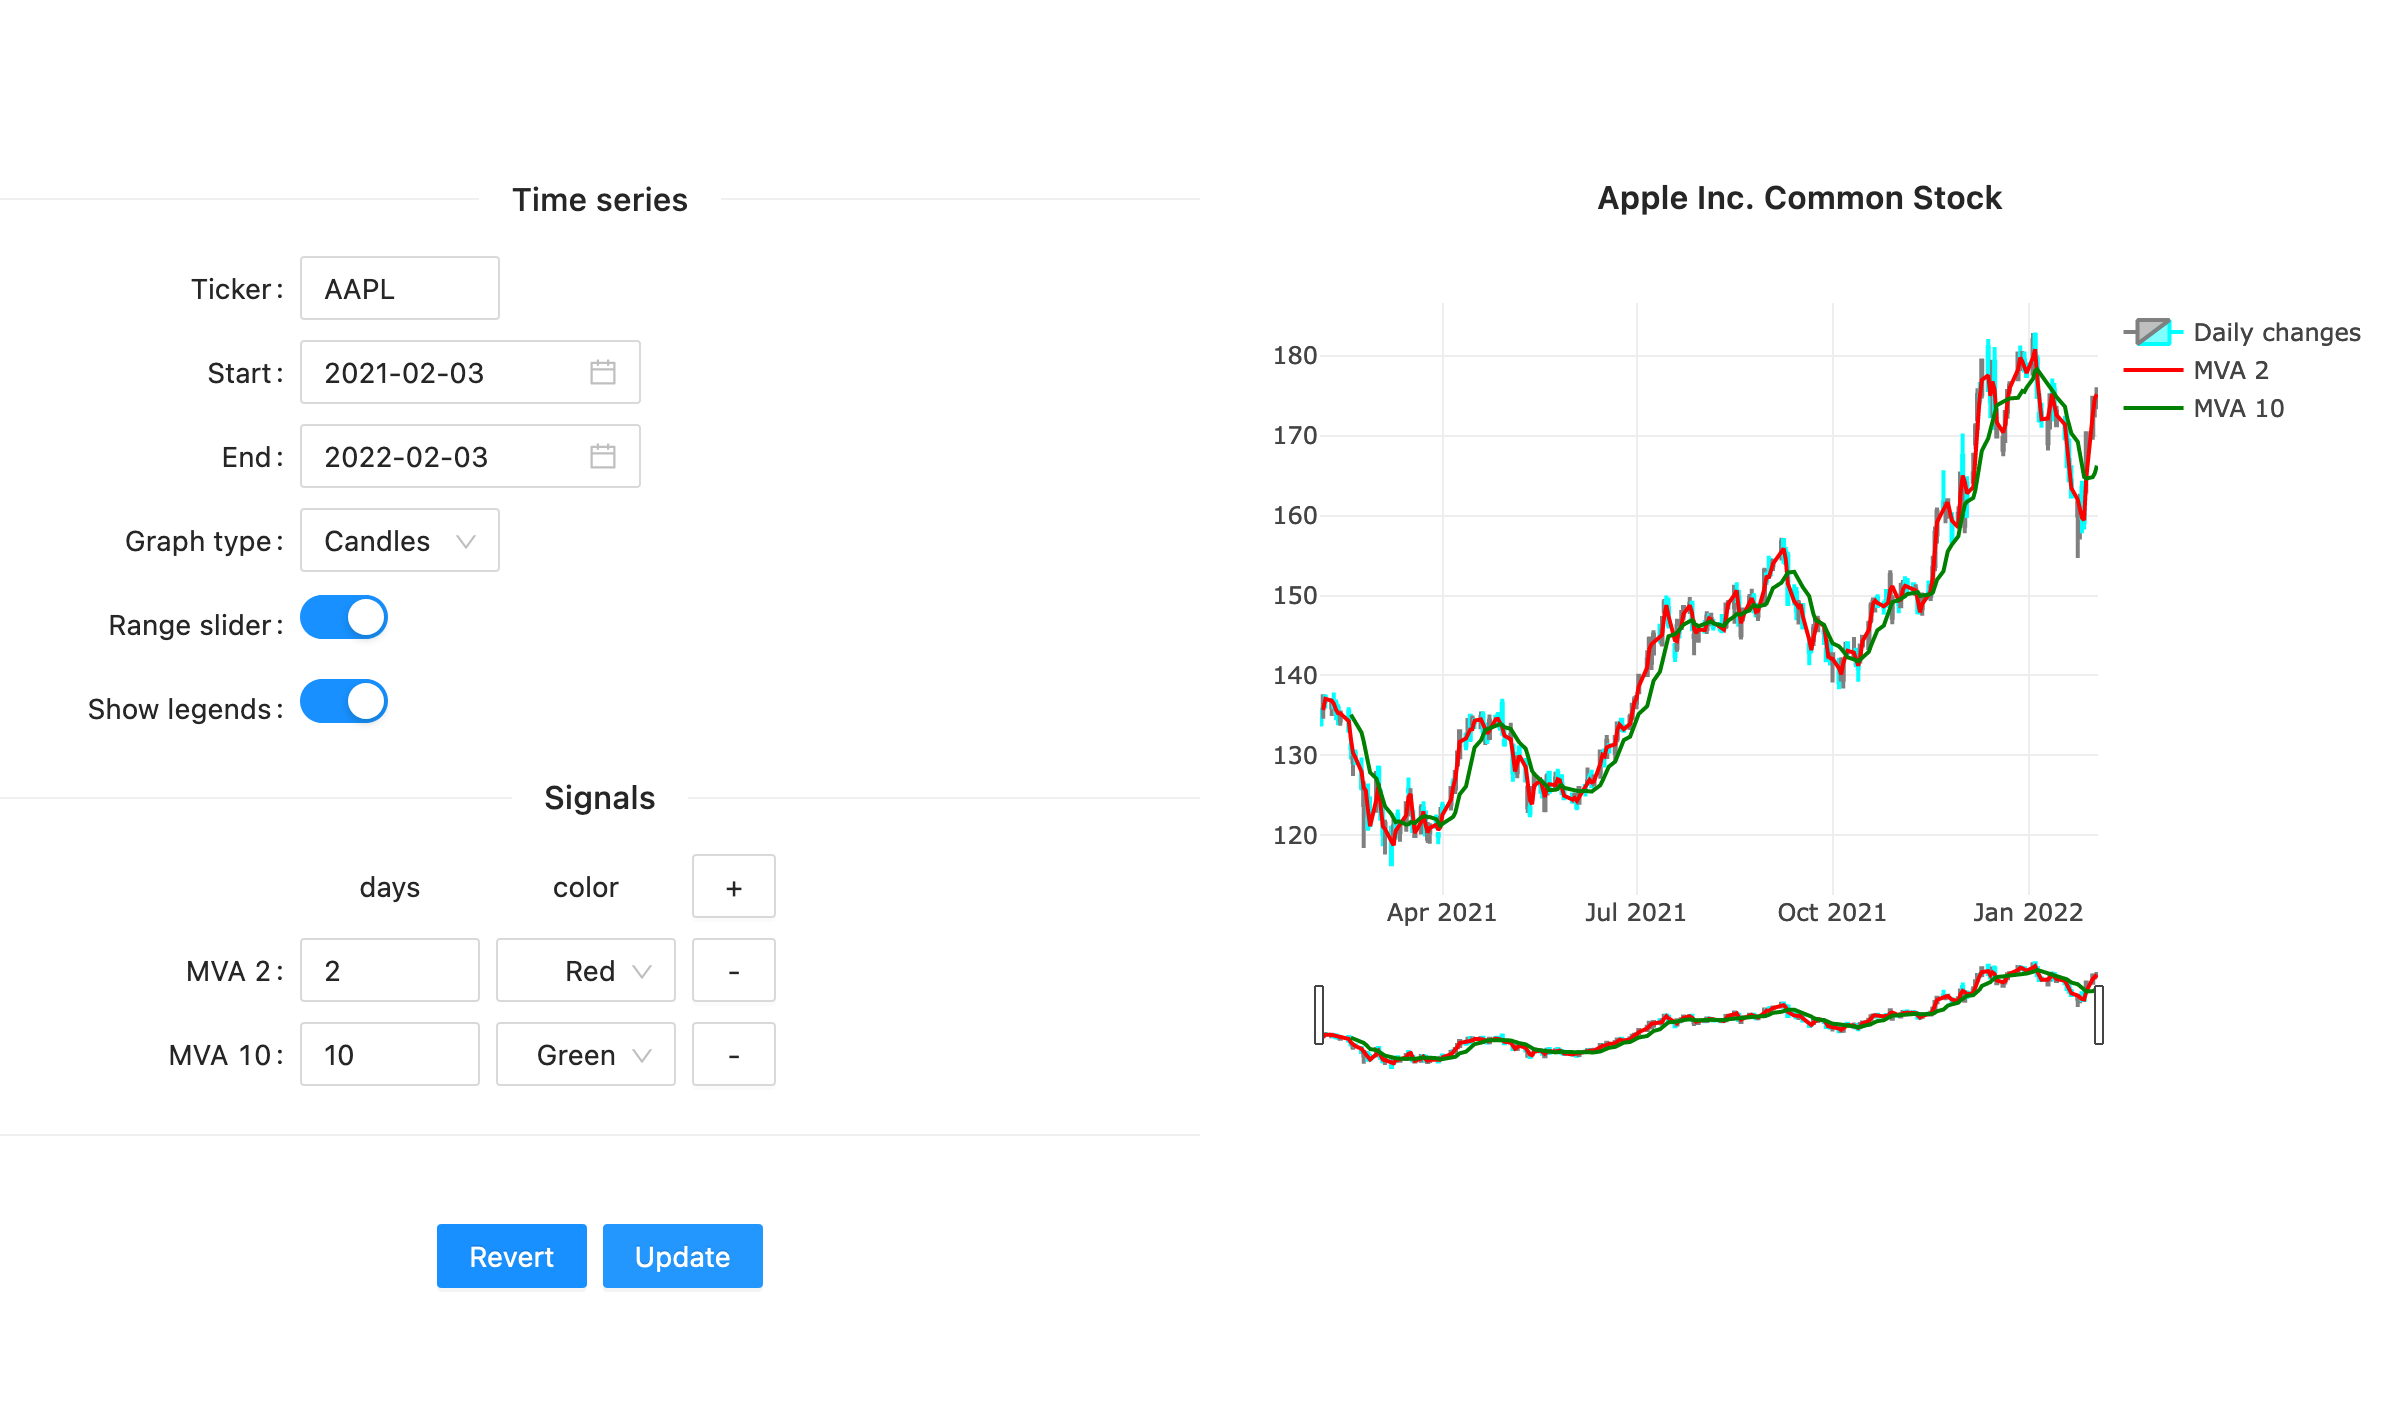 Time series
Ticker: AAPL
Start: 2021-02-03
End: 2022-02-03
Graph type: Candles
Range slider:
Show legends:
Signals
days color +
MVA 2: 2 Red -
MVA 10: 10 Green -
Revert Update
Apple Inc. Common Stock
Daily changes
MVA 2
MVA 10
180
170
160
150
140
130
120
Apr 2021 Jul 2021 Oct 2021 Jan 2022